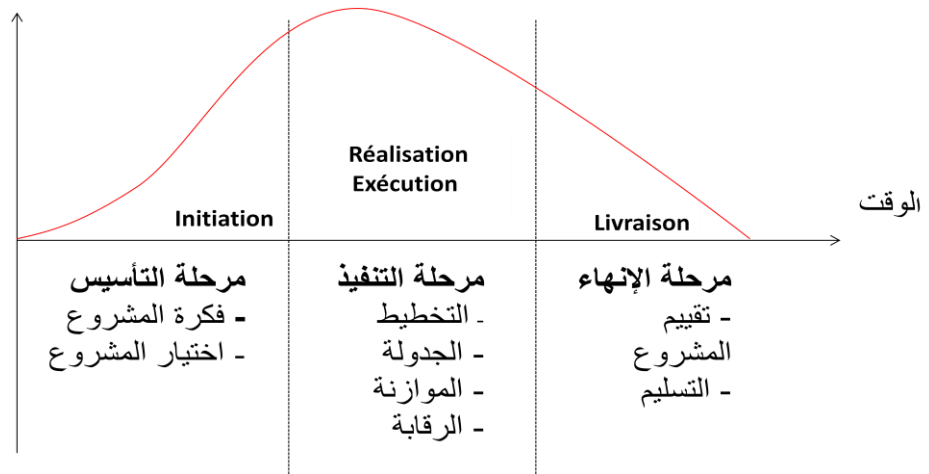 Réalisation
Exécution
Initiation
Livraison
الوقت
مرحلة التأسيس
- فكرة المشروع
- اختيار المشروع
مرحلة التنفيذ
- التخطيط
- الجدولة
- الموازنة
- الرقابة
مرحلة الإنهاء
- تقييم
المشروع
- التسليم